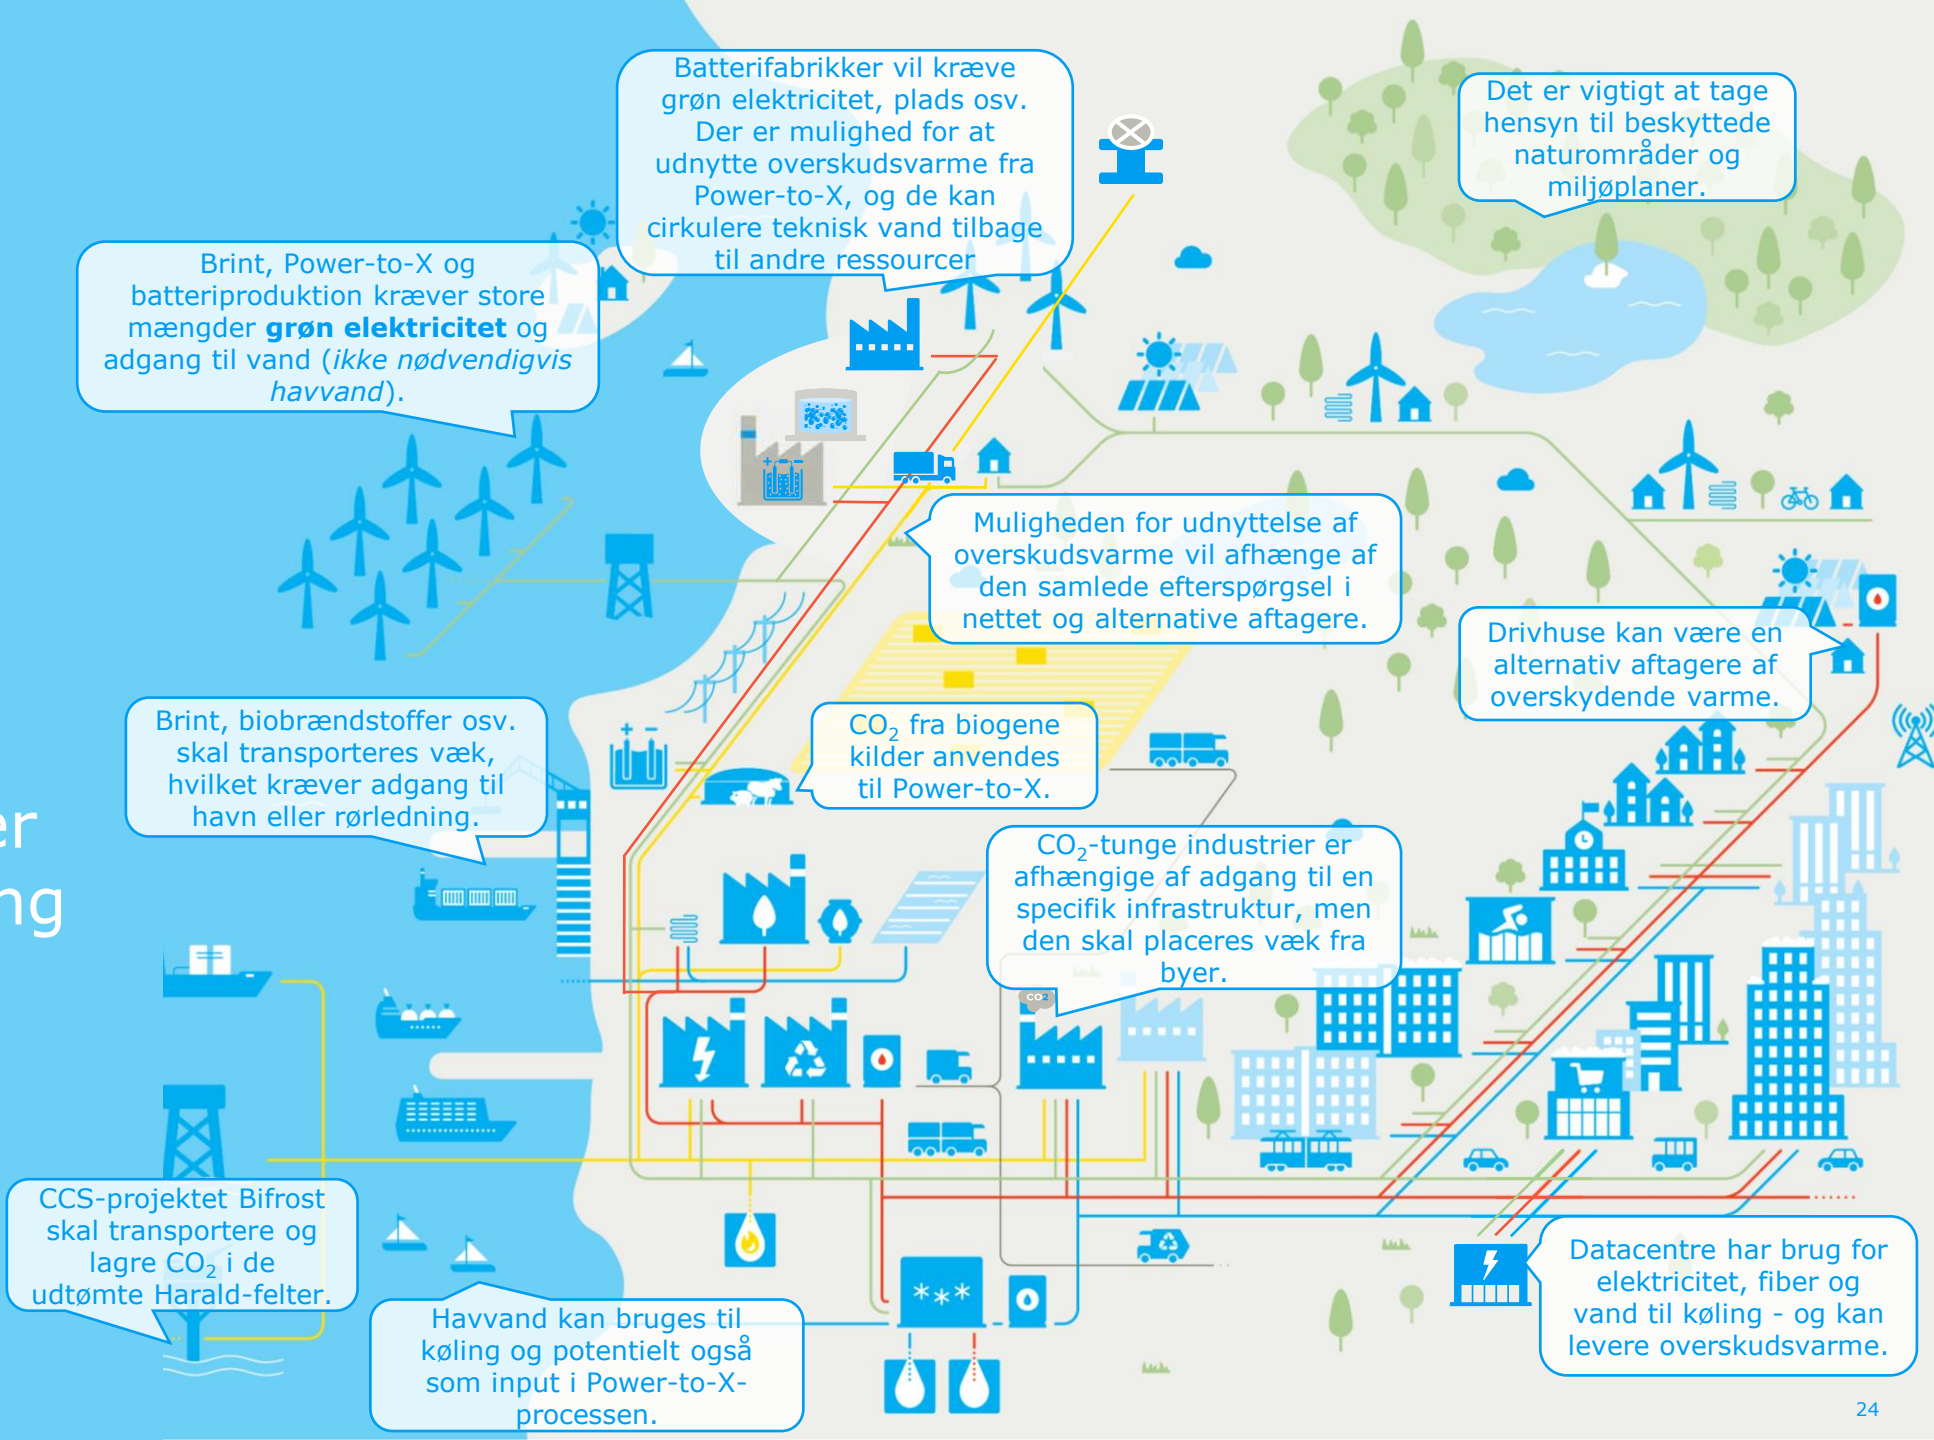 Batterifabrikker vil kræve
grøn elektricitet, plads osv.
Der er mulighed for at
udnytte overskudsvarme fra
Power-to-X, og de kan
cirkulere teknisk vand tilbage
til andre ressourcer
Det er vigtigt at tage
hensyn til beskyttede
naturområder og
miljøplaner.
Brint, Power-to-X og
batteriproduktion kræver store
mængder grøn elektricitet og
adgang til vand (ikke nødvendigvis
havvand).
Muligheden for udnyttelse af
overskudsvarme vil afhænge af
den samlede efterspørgsel i
nettet og alternative aftagere.
Drivhuse kan være en
alternativ aftagere af
overskydende varme.
Brint, biobrændstoffer osv.
skal transporteres væk,
hvilket kræver adgang til
havn eller rørledning.
CO2 fra biogene
kilder anvendes
til Power-to-X.
er
ng
CO2-tunge industrier er
afhængige af adgang til en
specifik infrastruktur, men
den skal placeres væk fra
byer.
CO2
CCS-projektet Bifrost
skal transportere og
lagre CO2 i de
udtømte Harald-felter.
Havvand kan bruges til
køling og potentielt også
som input i Power-to-X-
processen.
Datacentre har brug for
elektricitet, fiber og
vand til køling - og kan
levere overskudsvarme.
24